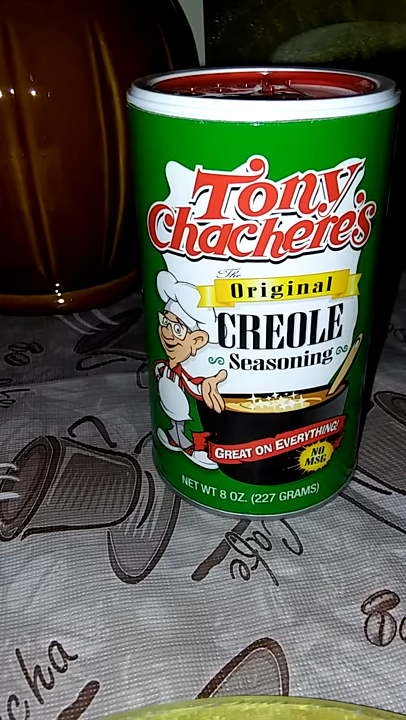 Tony
Chachere's
The
Original
CREOLE
Seasoning
GREAT ON EVERYTHING!
NO
MSG
NET WT 8 OZ. (227 GRAMS)
Cafe
cha